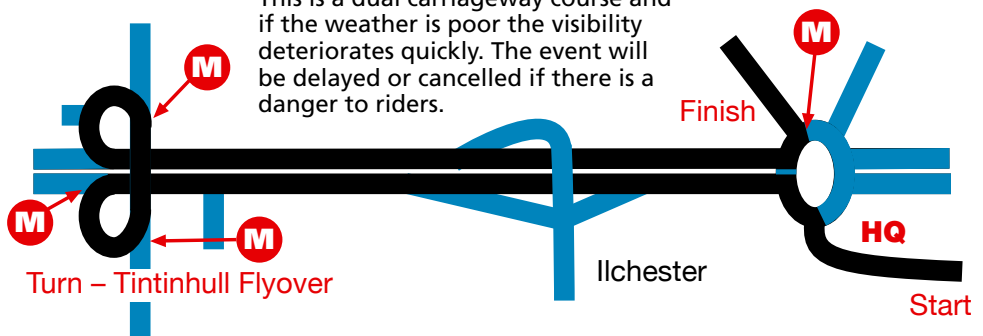 This is a dual carriageway course and
if the weather is poor the visibility
deteriorates quickly. The event will
be delayed or cancelled if there is a
danger to riders.
M
M
Finish
M
M
HQ
Turn – Tintinhull Flyover
Ilchester
Start